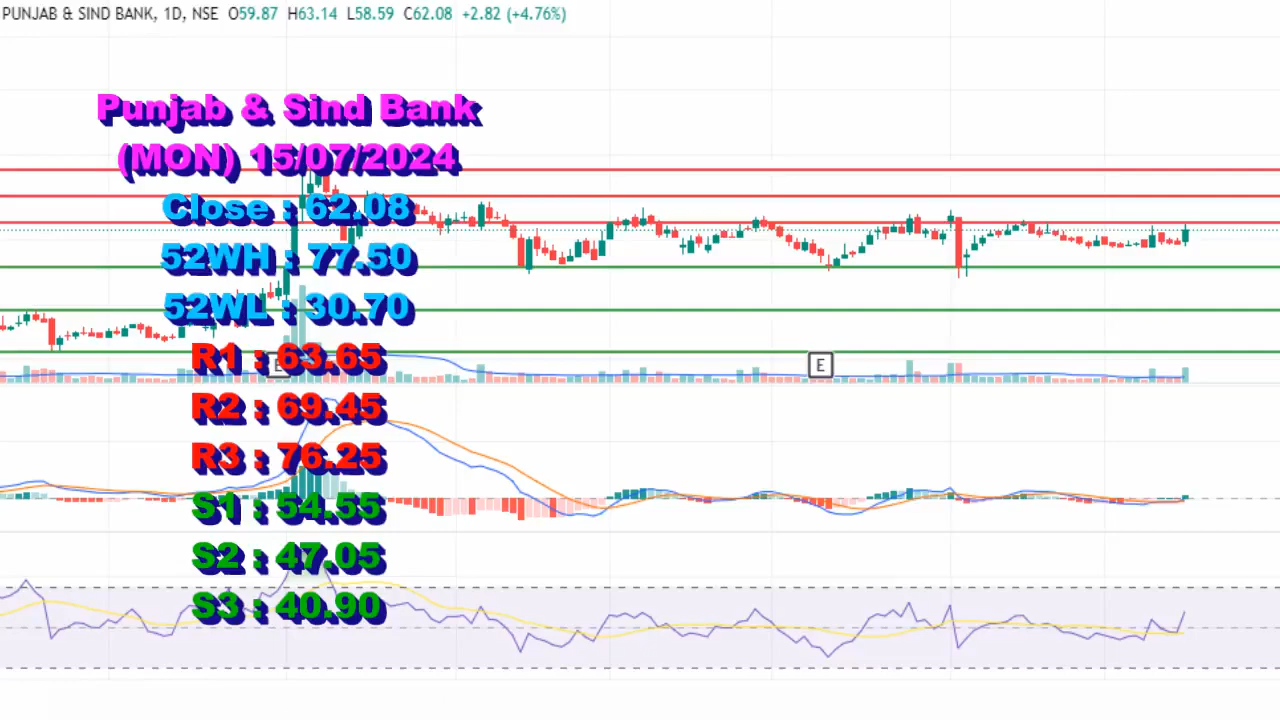 PUNJAB & SIND BANK, 1D, NSE O59.87 H63.14 L58.59 C62.08 +2.82 (+4.76%)
Punjab & Sind Bank
(MON) 15/07/2024
Close : 62.08
52WH : 77.50
52WL : 30.70
R1 : 63.65
E
E
R2 : 69.45
R3 : 76.25
S1 : 54.55
S2 : 47.05
S3 : 40.90